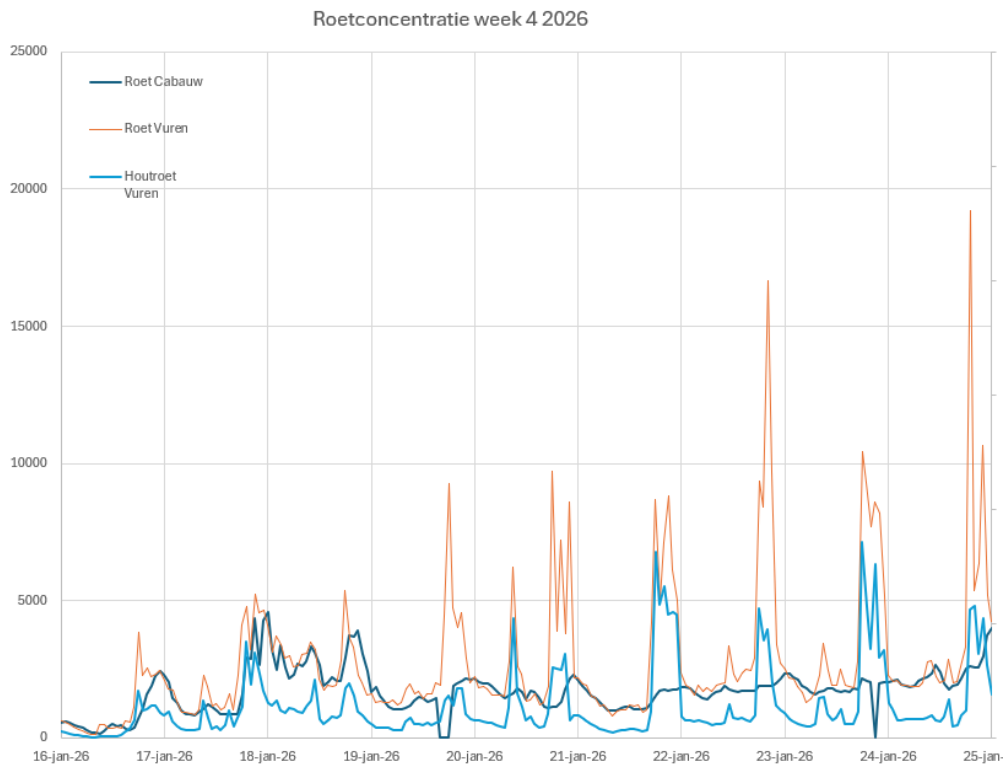 Roetconcentratie week 4 2026
25000
Roet Cabauw
Roet Vuren
Houtroet
Vuren
20000
15000
10000
5000
0
16-jan-26 17-jan-26 18-jan-26 19-jan-26 20-jan-26 21-jan-26 22-jan-26 23-jan-26 24-jan-26 25-jan-